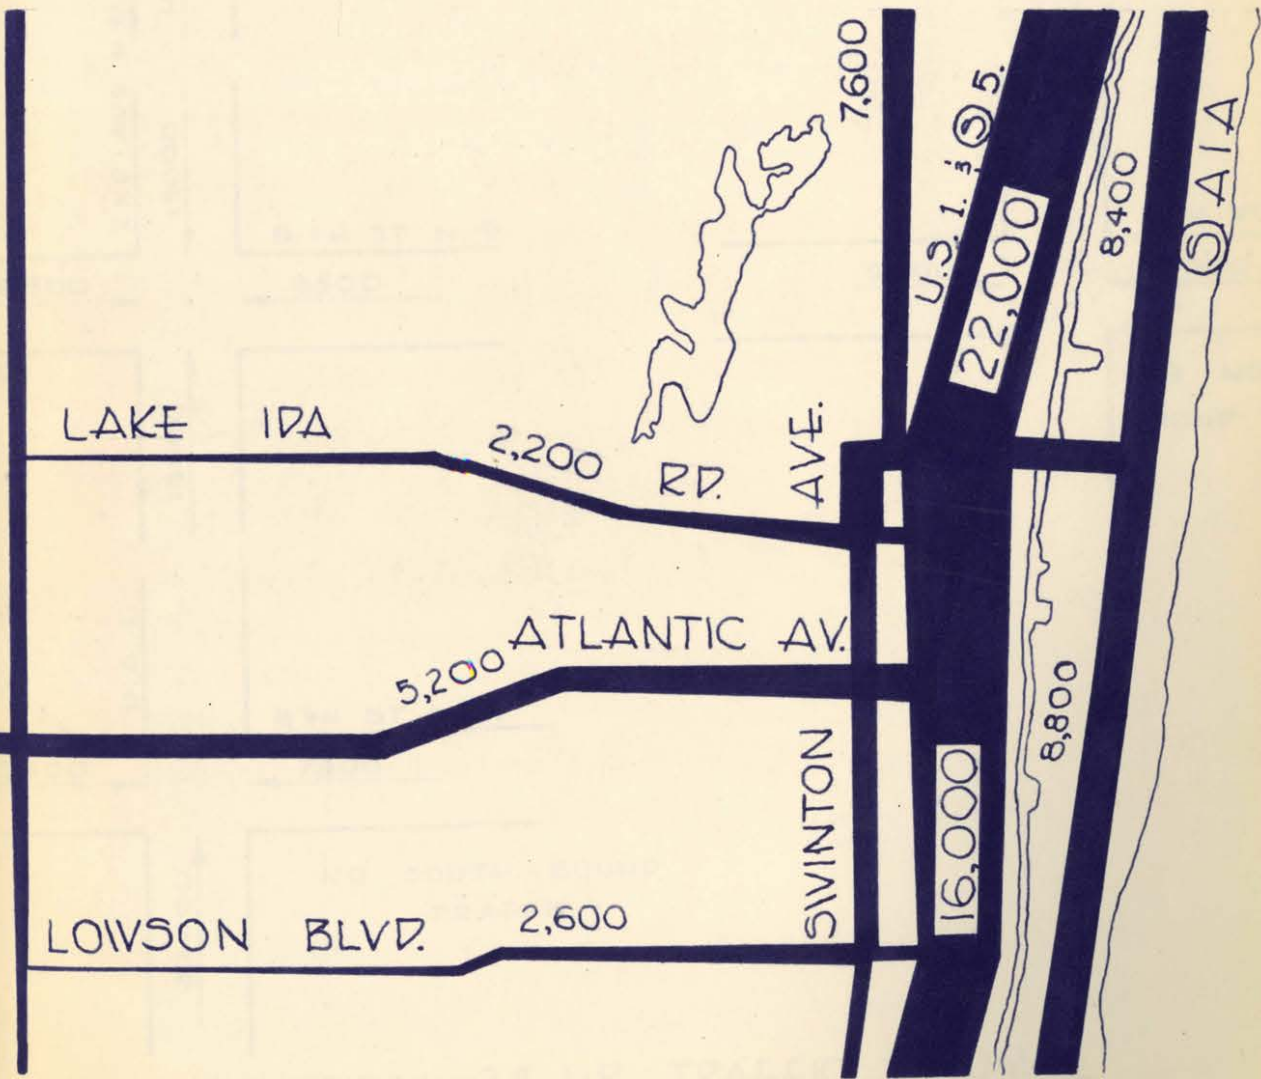 7,600
U.S. 1. & Ⓢ 5.
22,000
8,400
Ⓢ A1A
LAKE IDA RD.
2,200
SWINTON AVE.
ATLANTIC AV.
5,200
8,800
16,000
LOWSON BLVD.
2,600